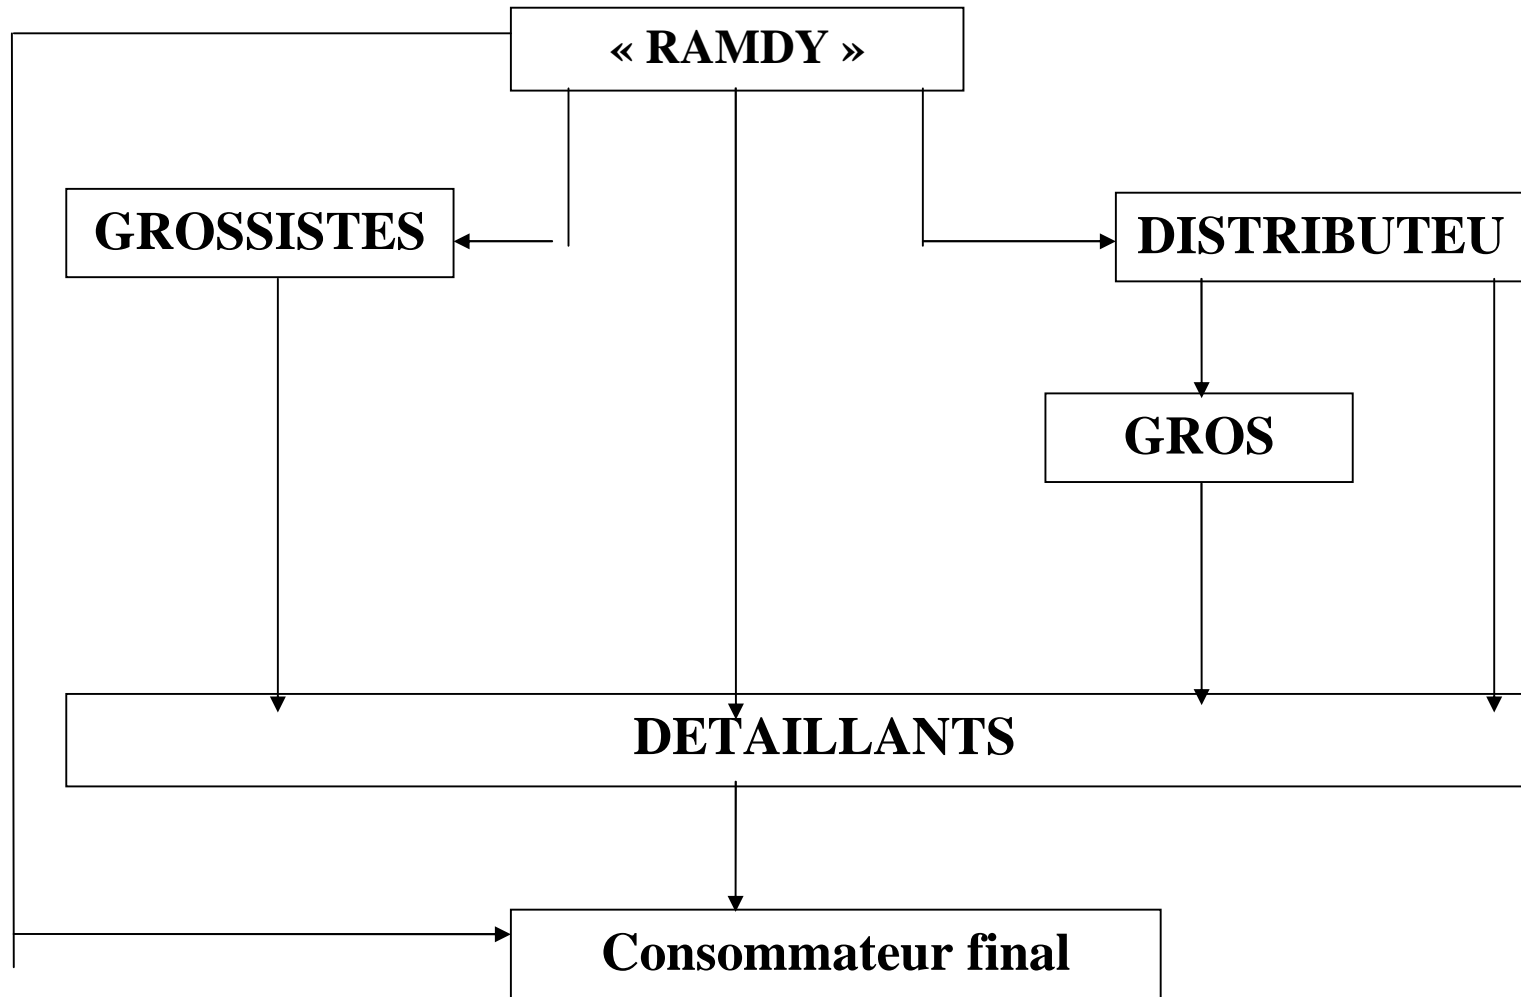 « RAMDY »
GROSSISTES
DISTRIBUTEU
GROS
DETAILLANTS
Consommateur final